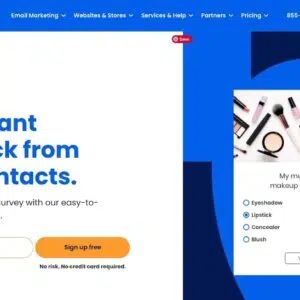 Email Marketing Websites & Stores Services & Help Partners Pricing 855-
Save
ant
ck from
ntacts.
urvey with our easy-to-
Sign up free
No risk. No credit card required.
My mu
makeup
Eyeshadow
Lipstick
Concealer
Blush